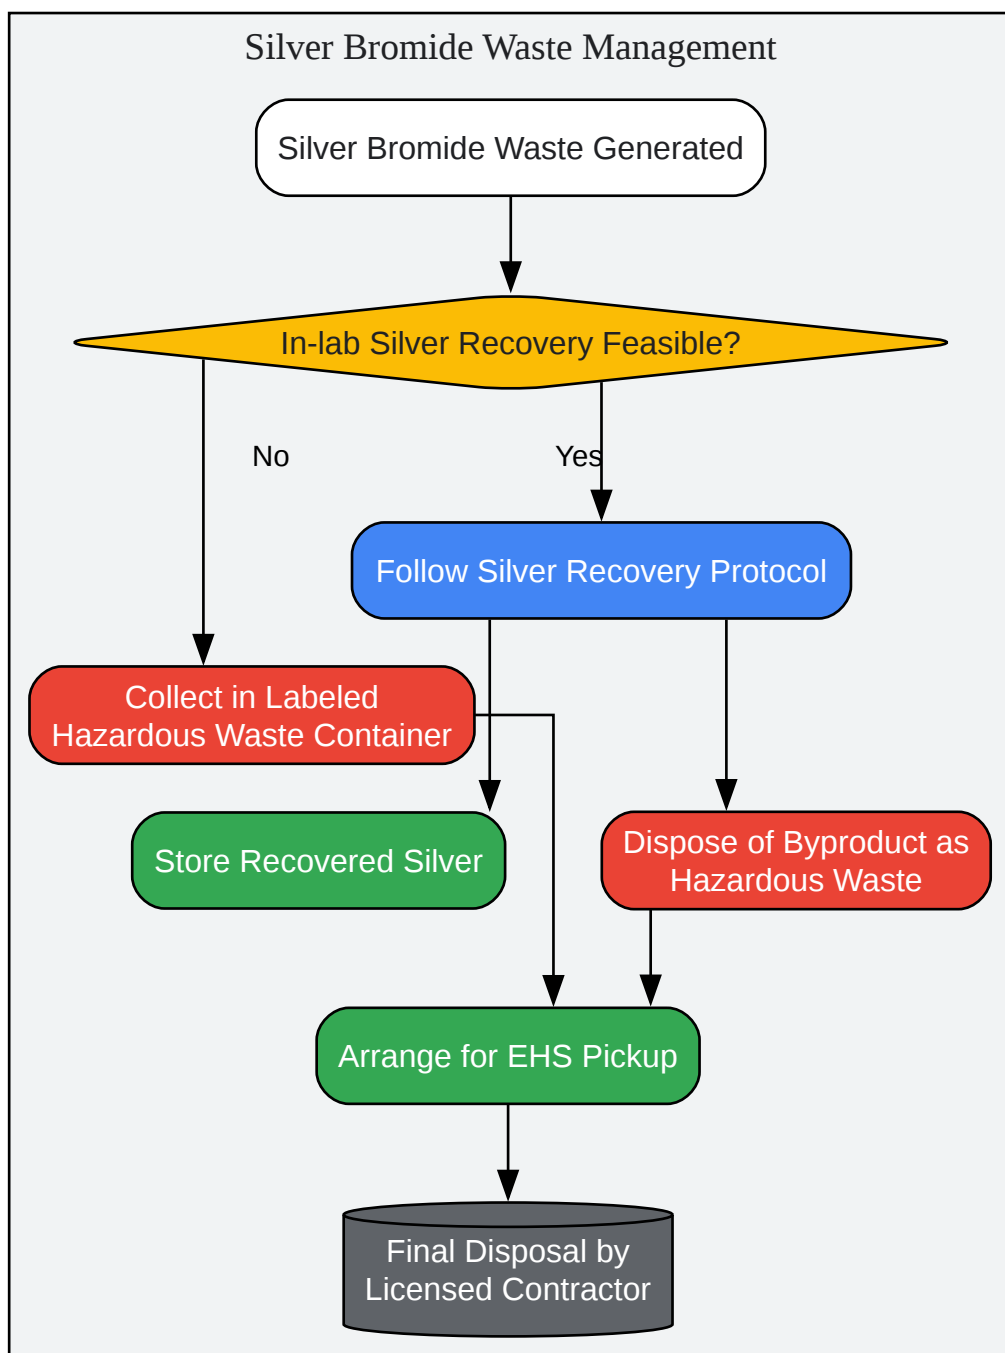 Silver Bromide Waste Management
Silver Bromide Waste Generated
In-lab Silver Recovery Feasible?
No
Yes
Follow Silver Recovery Protocol
Collect in Labeled
Hazardous Waste Container
Store Recovered Silver
Dispose of Byproduct as
Hazardous Waste
Arrange for EHS Pickup
Final Disposal by
Licensed Contractor